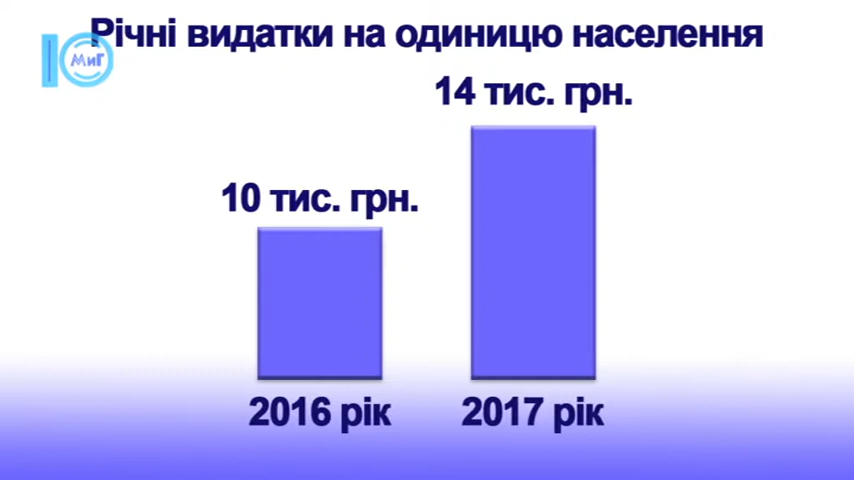 Річні видатки на одиницю населення
МиГ
14 тис. грн.
10 тис. грн.
2016 рік
2017 рік